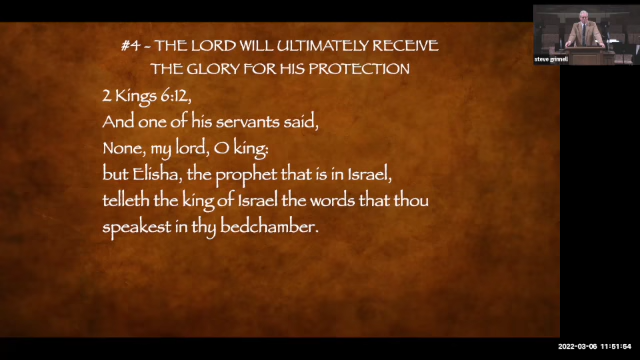 #4 - THE LORD WILL ULTIMATELY RECEIVE
THE GLORY FOR HIS PROTECTION
2 Kings 6:12,
And one of his servants said,
None, my lord, O king:
but Elisha, the prophet that is in Israel,
telleth the king of Israel the words that thou
speakest in thy bedchamber.
steve grinnell
2022-03-06 11:51:54